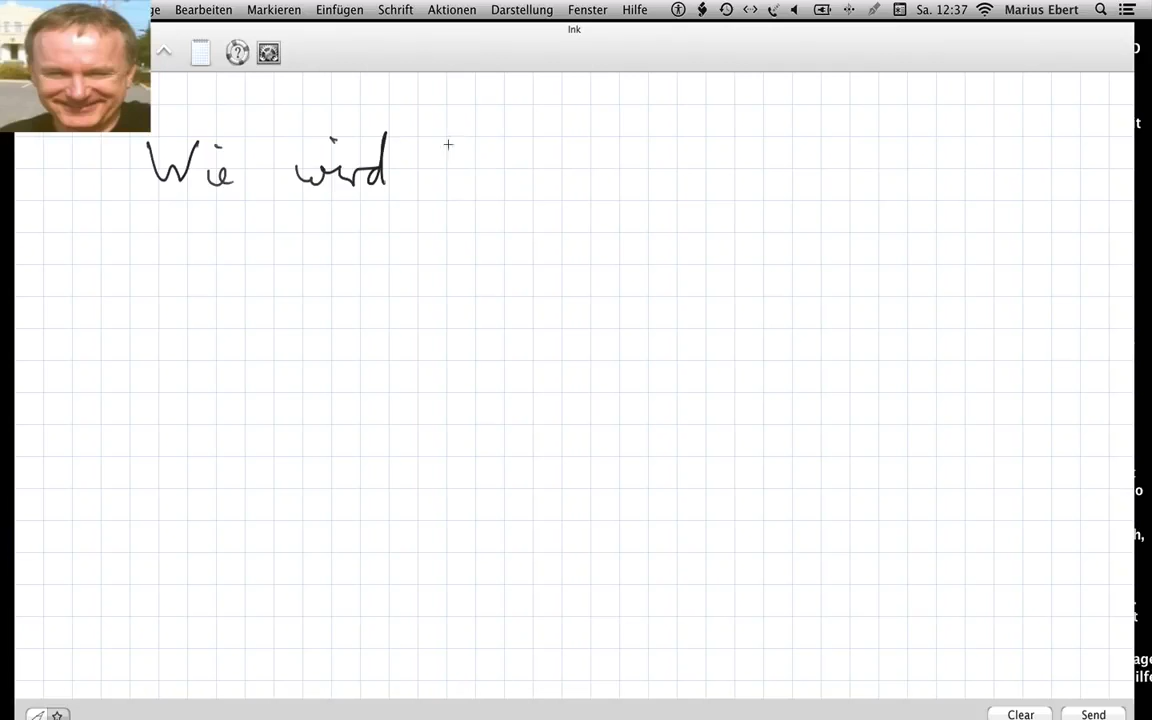 ge Bearbeiten Markieren Einfügen Schrift Aktionen Darstellung Fenster Hilfe Sa. 12:37 Marius Ebert
Ink
Wie wird
Clear Send